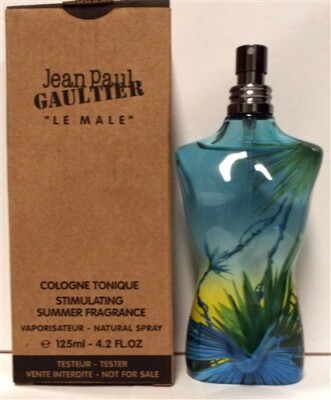 Jean Paul
GAULTIER
"LE MALE"
COLOGNE TONIQUE
STIMULATING
SUMMER FRAGRANCE
VAPORISATEUR - NATURAL SPRAY
e 125ml - 4.2 FL.OZ
TESTEUR - TESTER
VENTE INTERDITE - NOT FOR SALE